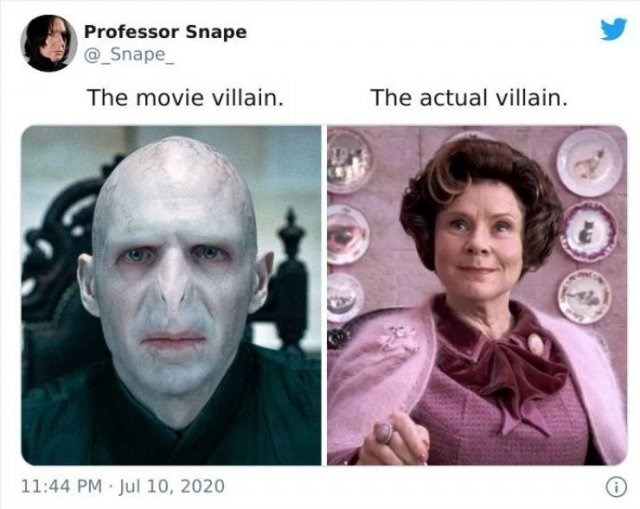 Professor Snape
@_Snape_
The movie villain.
The actual villain.
11:44 PM · Jul 10, 2020